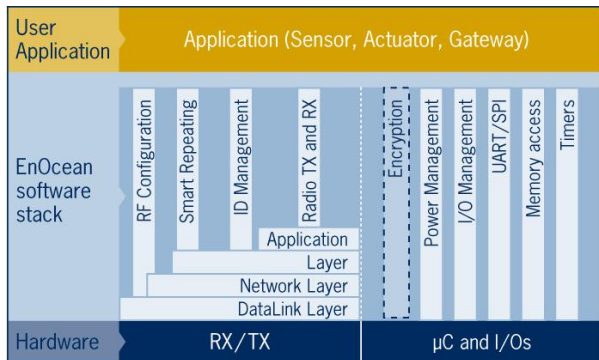 User
Application
Application (Sensor, Actuator, Gateway)
EnOcean
software
stack
RF Configuration
Smart Repeating
ID Management
Radio TX and RX
Encryption
Power Management
I/O Management
UART/SPI
Memory access
Timers
Application
Layer
Network Layer
DataLink Layer
Hardware
RX/TX
µC and I/Os